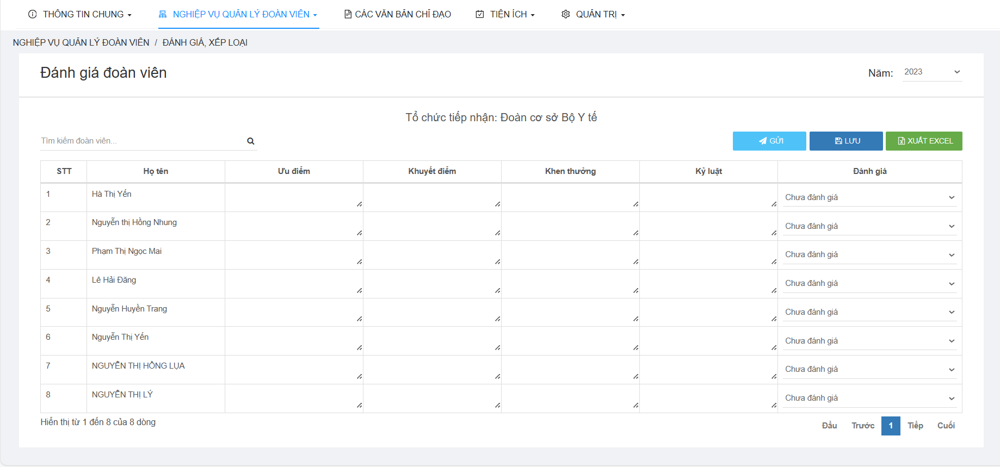 THÔNG TIN CHUNG NGHIỆP VỤ QUẢN LÝ ĐOÀN VIÊN CÁC VĂN BẢN CHỈ ĐẠO TIỆN ÍCH QUẢN TRỊ
NGHIỆP VỤ QUẢN LÝ ĐOÀN VIÊN / ĐÁNH GIÁ, XẾP LOẠI
Đánh giá đoàn viên
Năm: 2023
Tổ chức tiếp nhận: Đoàn cơ sở Bộ Y tế
Tìm kiếm đoàn viên... GỬI LƯU XUẤT EXCEL
STT Họ tên Ưu điểm Khuyết điểm Khen thưởng Kỷ luật Đánh giá
1 Hà Thị Yến Chưa đánh giá
2 Nguyễn thị Hồng Nhung Chưa đánh giá
3 Phạm Thị Ngọc Mai Chưa đánh giá
4 Lê Hải Đăng Chưa đánh giá
5 Nguyễn Huyền Trang Chưa đánh giá
6 Nguyễn Thị Yến Chưa đánh giá
7 NGUYỄN THỊ HỒNG LỤA Chưa đánh giá
8 NGUYỄN THỊ LÝ Chưa đánh giá
Hiển thị từ 1 đến 8 của 8 dòng
Đầu Trước 1 Tiếp Cuối